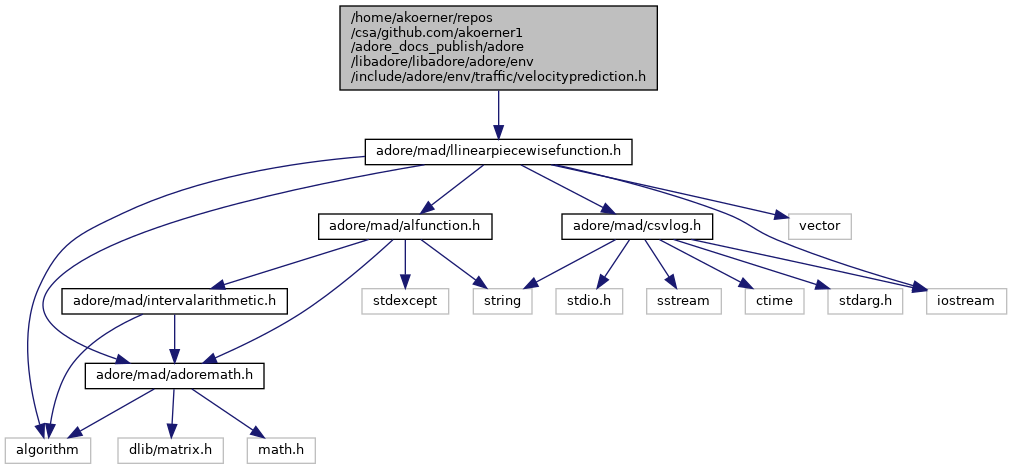 /home/akoerner/repos
/csa/github.com/akoerner1
/adore_docs_publish/adore
/libadore/libadore/adore/env
/include/adore/env/traffic/velocityprediction.h
adore/mad/llinearpiecewisefunction.h
adore/mad/alfunction.h
adore/mad/csvlog.h
vector
adore/mad/intervalarithmetic.h
stdexcept
string
stdio.h
sstream
ctime
stdarg.h
iostream
adore/mad/adoremath.h
algorithm
dlib/matrix.h
math.h